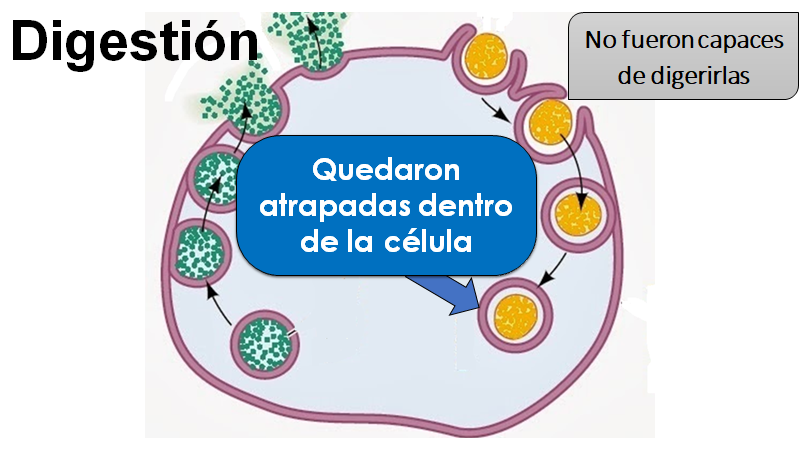 Digestión
No fueron capaces
de digerirlas
Quedaron
atrapadas dentro
de la célula